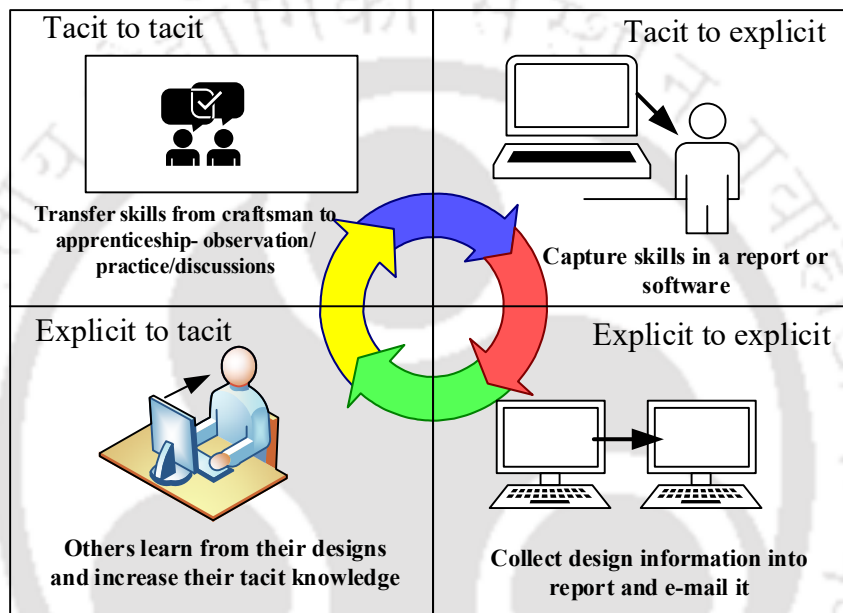 Tacit to tacit
Transfer skills from craftsman to
apprenticeship- observation/
practice/discussions
Tacit to explicit
Capture skills in a report or
software
Explicit to tacit
Others learn from their designs
and increase their tacit knowledge
Explicit to explicit
Collect design information into
report and e-mail it